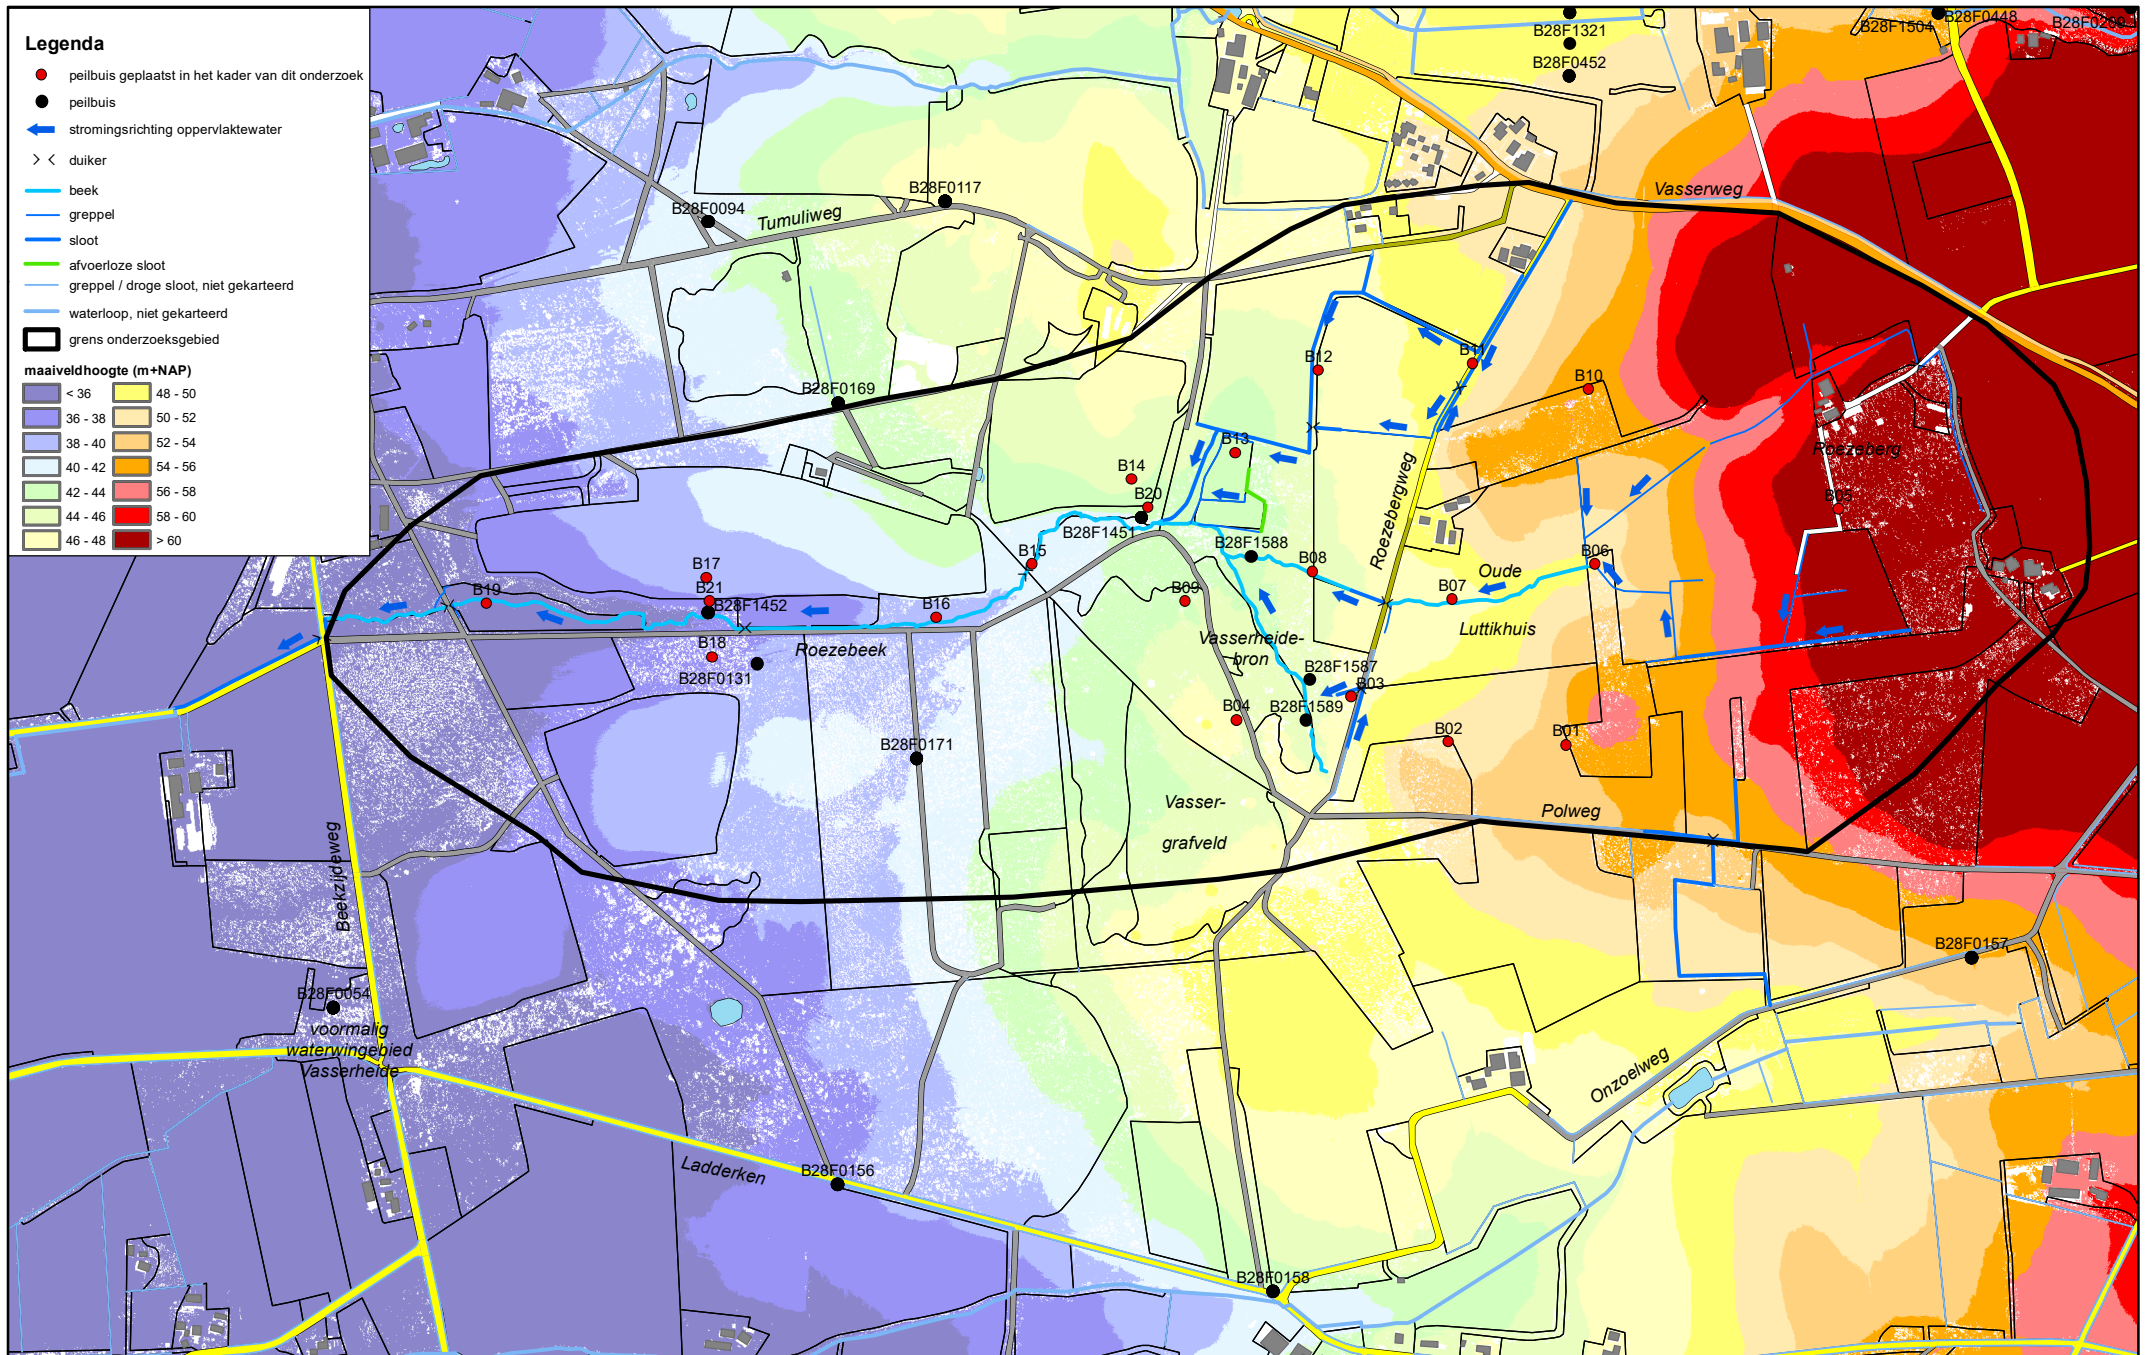 Legenda
peilbuis geplaatst in het kader van dit onderzoek
peilbuis
stromingsrichting oppervlaktewater
duiker
beek
greppel
sloot
afvoerloze sloot
greppel / droge sloot, niet gekarteerd
waterloop, niet gekarteerd
grens onderzoeksgebied
maaiveldhoogte (m+NAP)
< 36
36 - 38
38 - 40
40 - 42
42 - 44
44 - 46
46 - 48
48 - 50
50 - 52
52 - 54
54 - 56
56 - 58
58 - 60
> 60
B28F1321
B28F0452
B28F1504
B28F0448
B28F0200
B28F0117
B28F0094
Tumuliweg
Vasserweg
B28F0169
B12
B11
B10
B13
B14
B20
B28F1451
B28F1588
Roezebergweg
Roezeberg
B05
B15
B08
B06
B07
Oude
Luttikhuis
B17
B21
B28F1452
B19
B16
B09
B18
B28F0131
Roezebeek
Vasserheide-
bron
B28F1587
B03
B28F1589
B04
B02
B01
B28F0171
Vasser-
grafveld
Polweg
Beekzijdeweg
B28F0157
B28F0054
voormalig
waterwingebied
Vasserheide
Onzoelweg
Ladderken
B28F0156
B28F0158